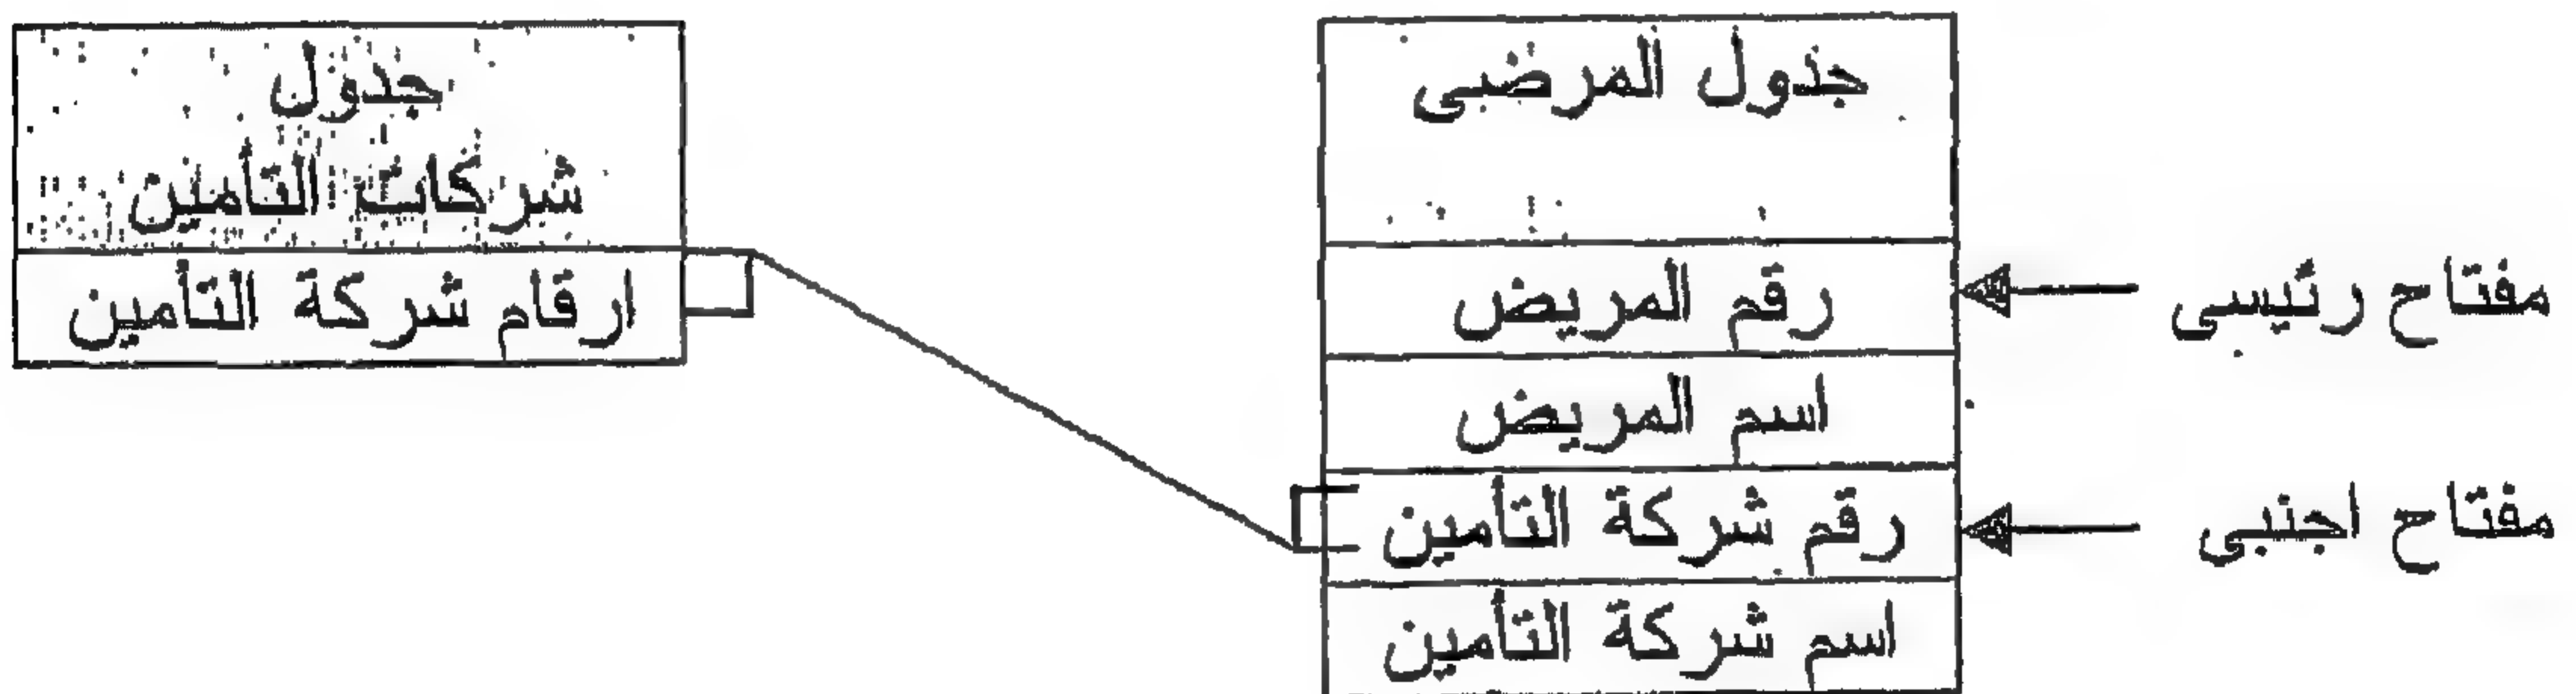 جدول المرضى
رقم المريض
مفتاح رئيسى
اسم المريض
رقم شركة التأمين
مفتاح اجنبى
اسم شركة التأمين
جدول
شركات التأمين
ارقام شركة التأمين